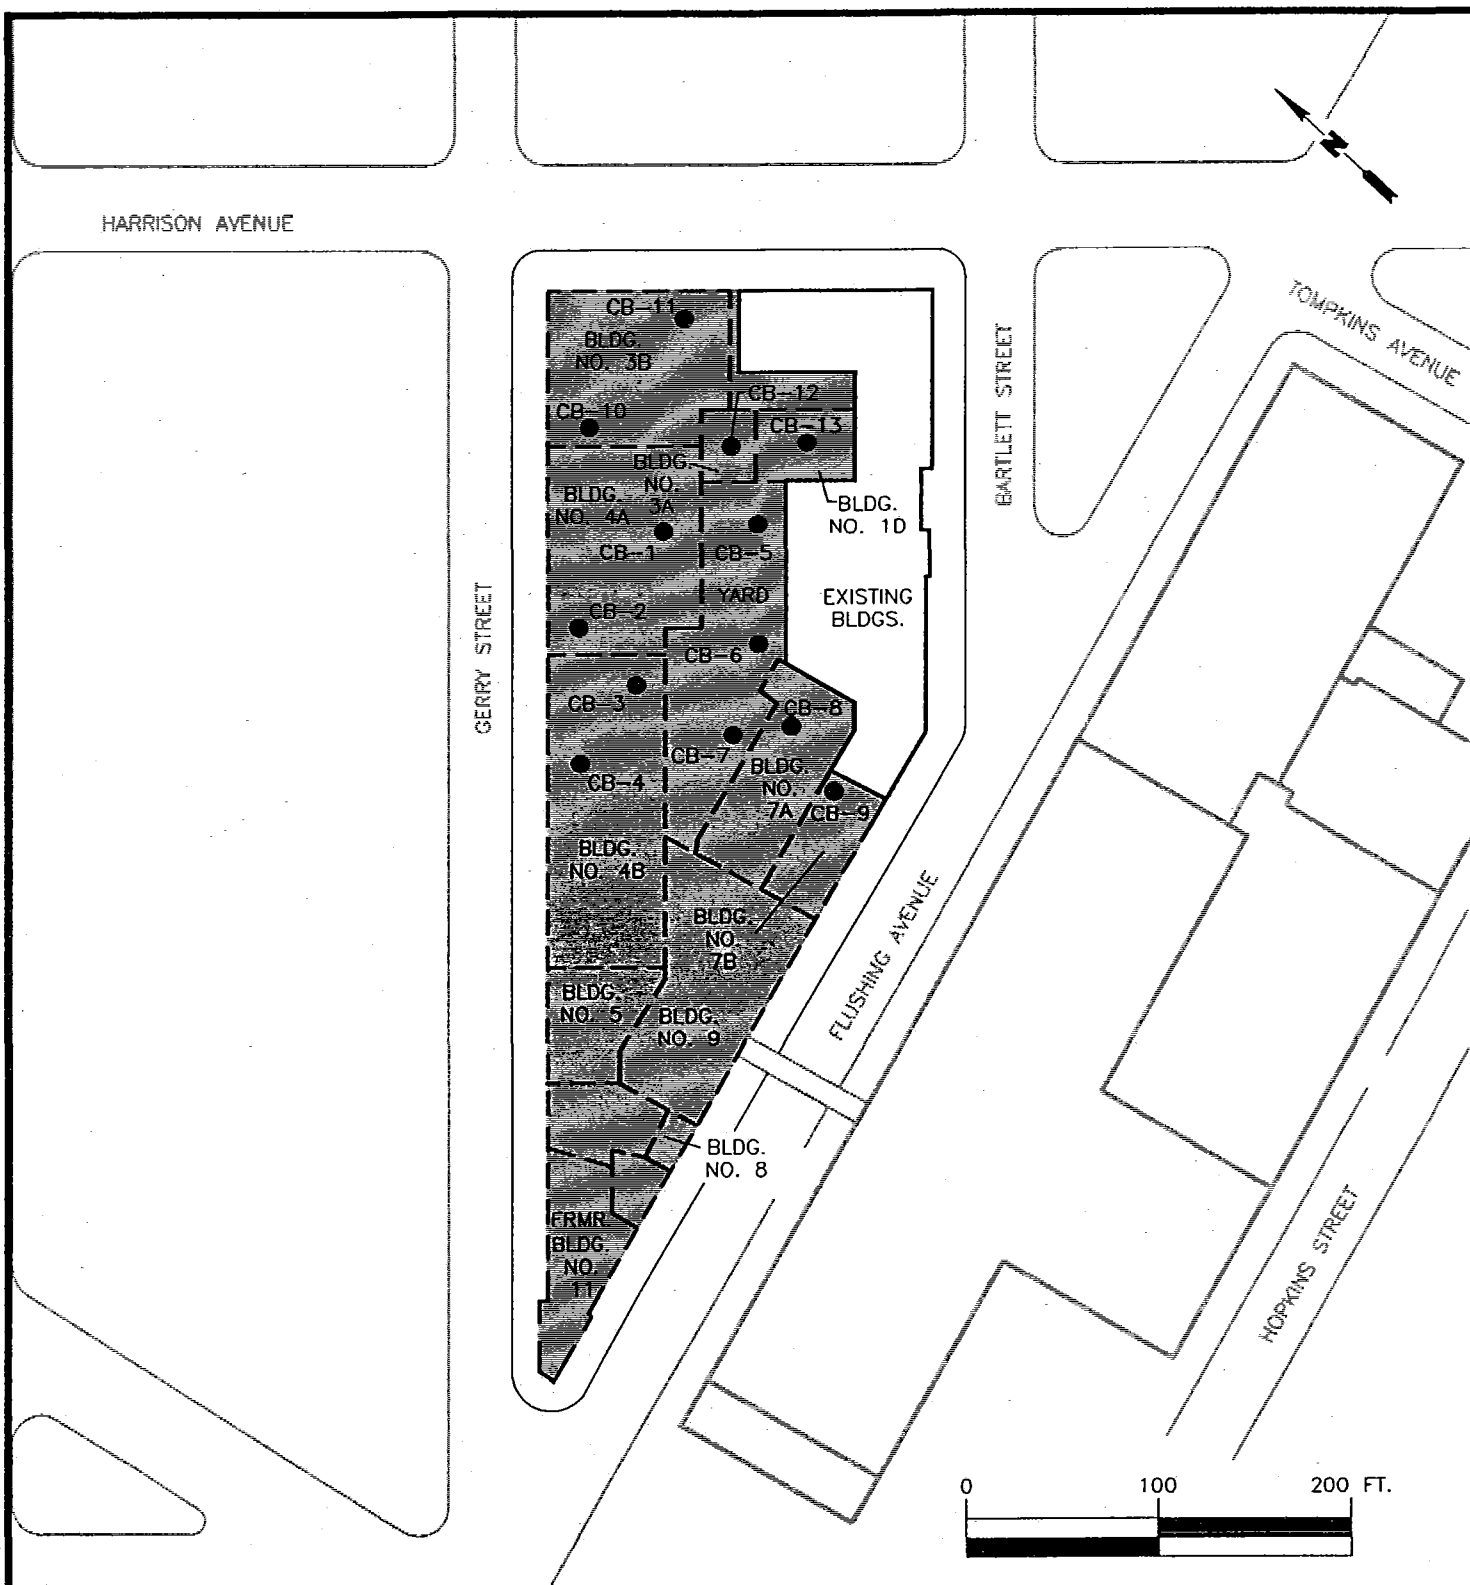 N
HARRISON AVENUE
TOMPKINS AVENUE
BARTLETT STREET
GERRY STREET
FLUSHING AVENUE
HOPKINS STREET
CB-11
BLDG.
NO. 3B
CB-10
CB-12
CB-13
BLDG.
NO.
3A
BLDG.
NO. 4A
BLDG.
NO. 1D
CB-1
CB-5
YARD
EXISTING
BLDGS.
CB-2
CB-6
CB-3
CB-8
CB-7
CB-4
BLDG.
NO.
7A
CB-9
BLDG.
NO. 4B
BLDG.
NO.
7B
BLDG.
NO. 5
BLDG.
NO. 9
BLDG.
NO. 8
FRMR.
BLDG.
NO.
11
0 100 200 FT.